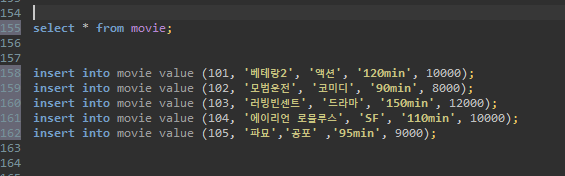 154
155 select * from movie;
156
157
158 insert into movie value (101, '베테랑2', '액션', '120min', 10000);
159 insert into movie value (102, '모범운전', '코미디', '90min', 8000);
160 insert into movie value (103, '러빙빈센트', '드라마', '150min', 12000);
161 insert into movie value (104, '에이리언 로물루스', 'SF', '110min', 10000);
162 insert into movie value (105, '파묘','공포' ,'95min', 9000);
163
164